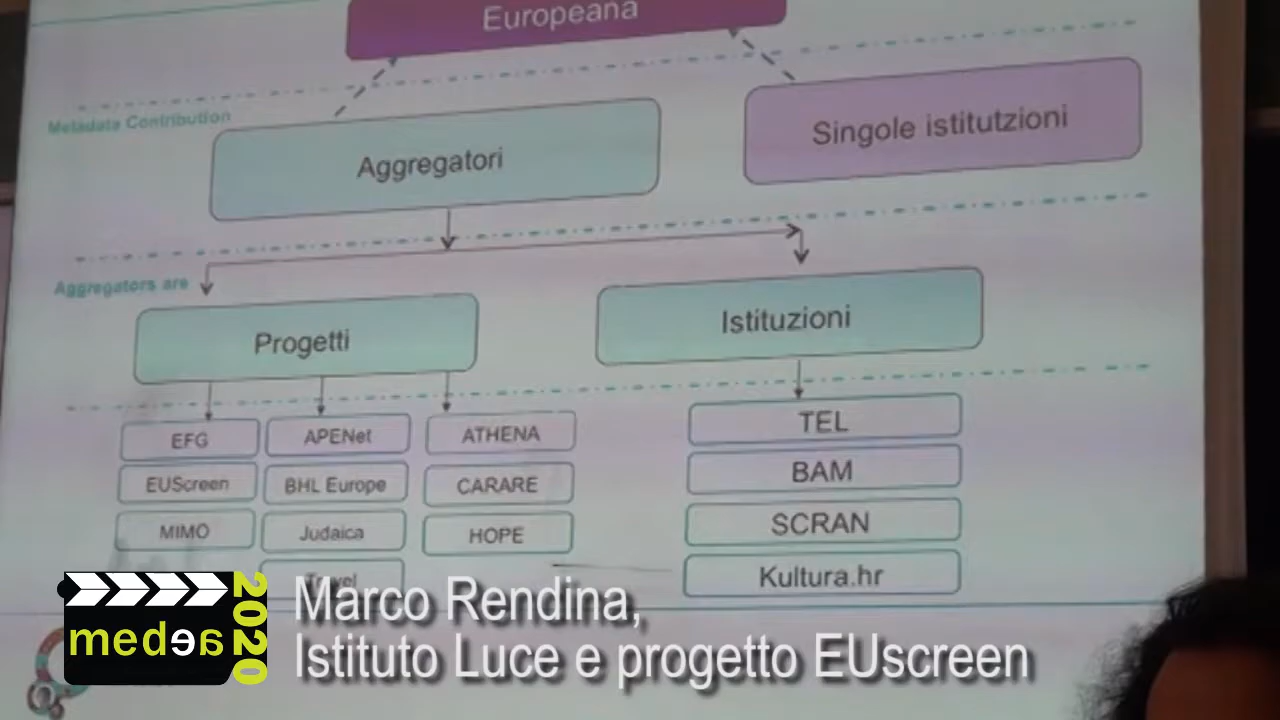 Europeana
Metadata Contribution
Aggregatori
Singole istitutzioni
Aggregators are
Progetti
Istituzioni
EFG
APENet
ATHENA
TEL
EUScreen
BHL Europe
CARARE
BAM
MIMO
Judaica
HOPE
SCRAN
Travel
Kultura.hr
medaea
2020
Marco Rendina,
Istituto Luce e progetto EUscreen